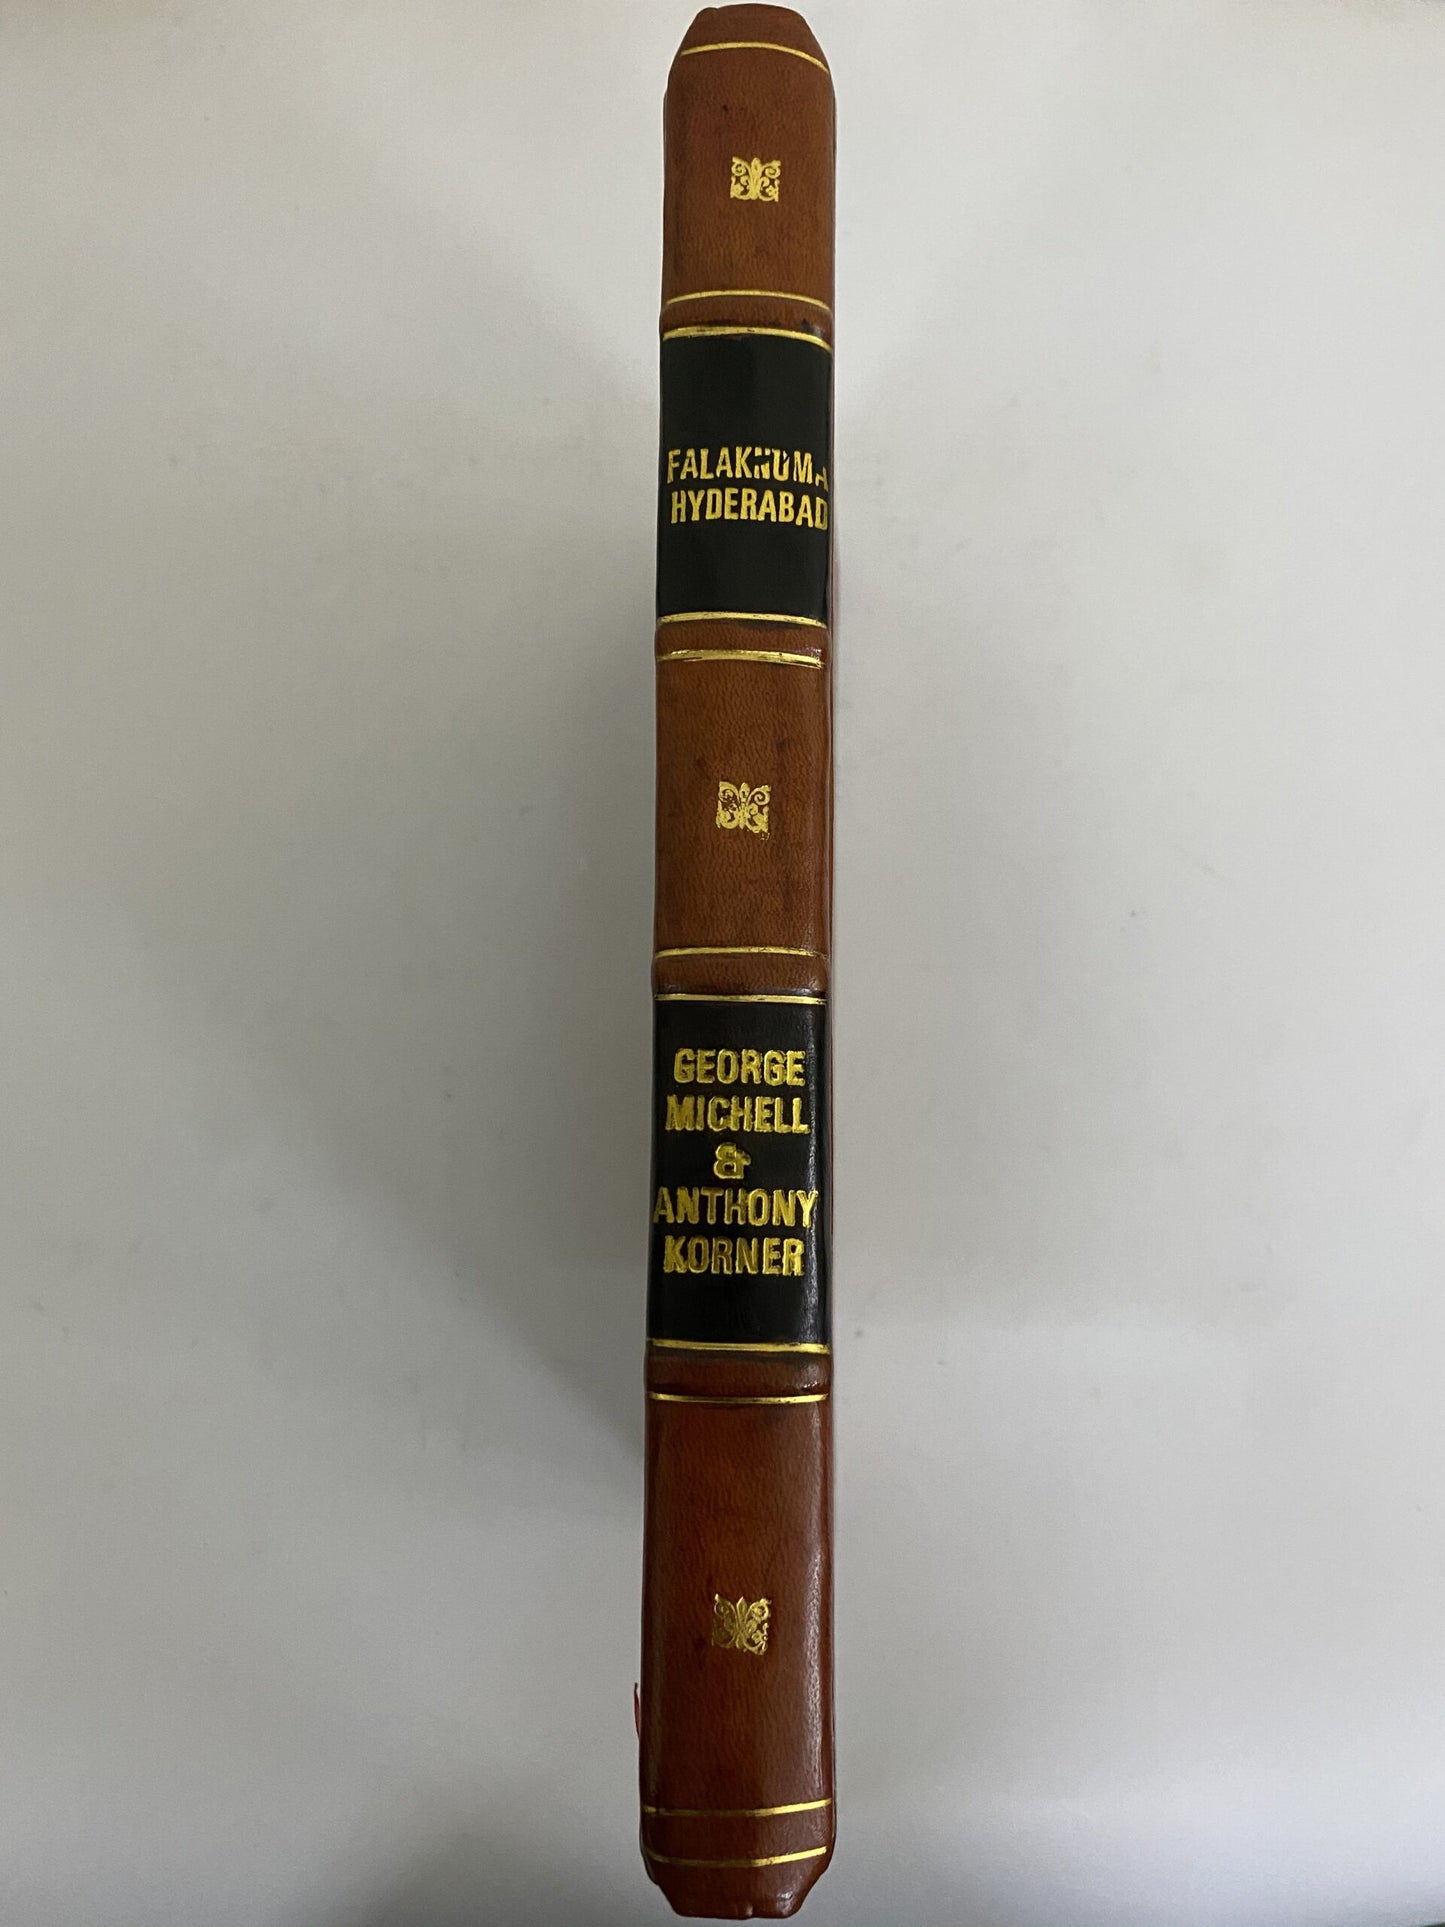 FALAKNUMA
HYDERABAD
GEORGE
MICHELL
&
ANTHONY
KORNER